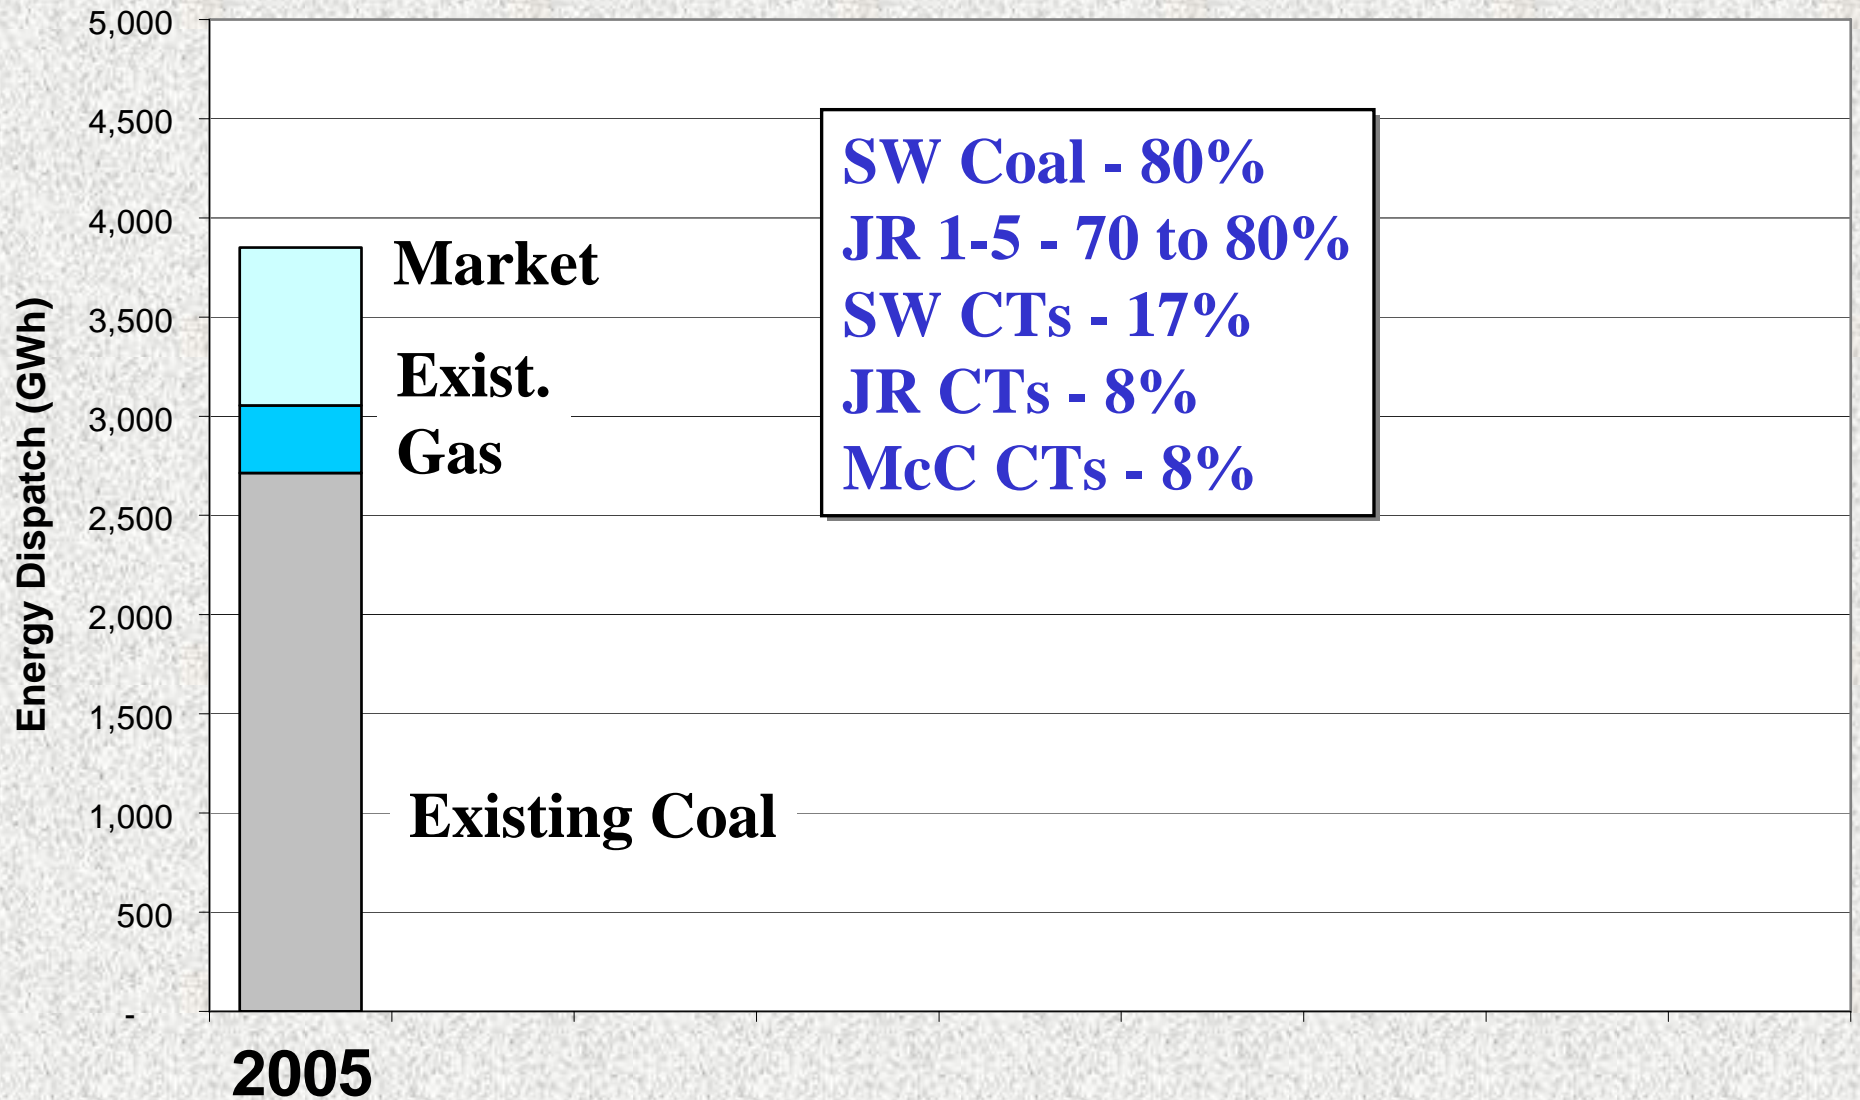 5,000
4,500
4,000
3,500
3,000
2,500
2,000
1,500
1,000
500
-
Energy Dispatch (GWh)
Market
Exist.
Gas
Existing Coal
SW Coal - 80%
JR 1-5 - 70 to 80%
SW CTs - 17%
JR CTs - 8%
McC CTs - 8%
2005